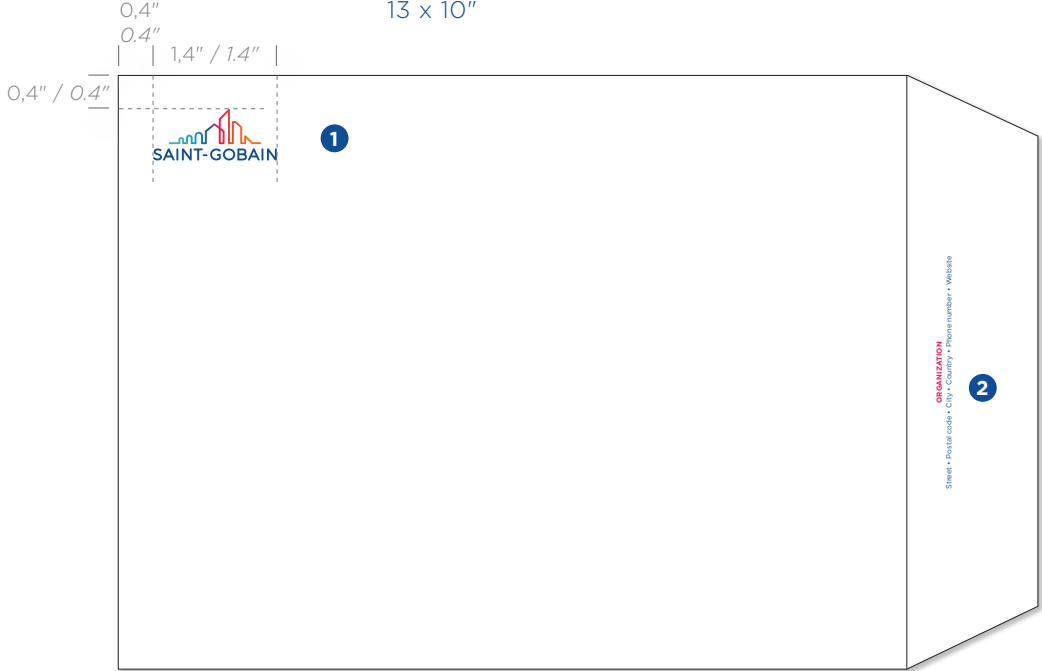 0,4"
0.4"
13 x 10"
1,4" / 1.4"
0,4" / 0.4"
SAINT-GOBAIN
1
ORGANIZATION
Street • Postal code • City • Country • Phone number • Website
2